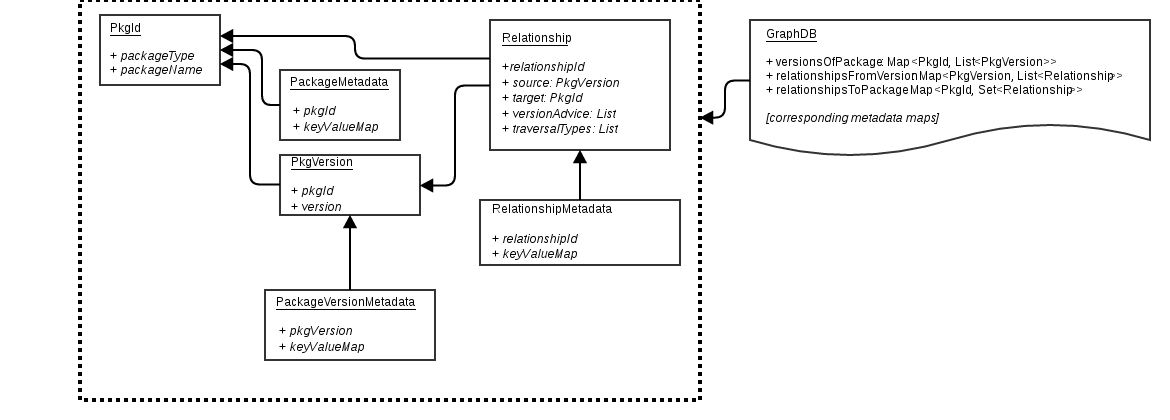 PkgId
+ packageType
+ packageName
PackageMetadata
+ pkgId
+ keyValueMap
PkgVersion
+ pkgId
+ version
PackageVersionMetadata
+ pkgVersion
+ keyValueMap
Relationship
+relationshipId
+ source: PkgVersion
+ target: PkgId
+ versionAdvice: List
+ traversalTypes: List
RelationshipMetadata
+ relationshipId
+ keyValueMap
GraphDB
+ versionsOfPackage: Map<PkgId, List<PkgVersion>>
+ relationshipsFromVersionMap<PkgVersion, List<Relationship>>
+ relationshipsToPackageMap<PkgId, Set<Relationship>>
[corresponding metadata maps]